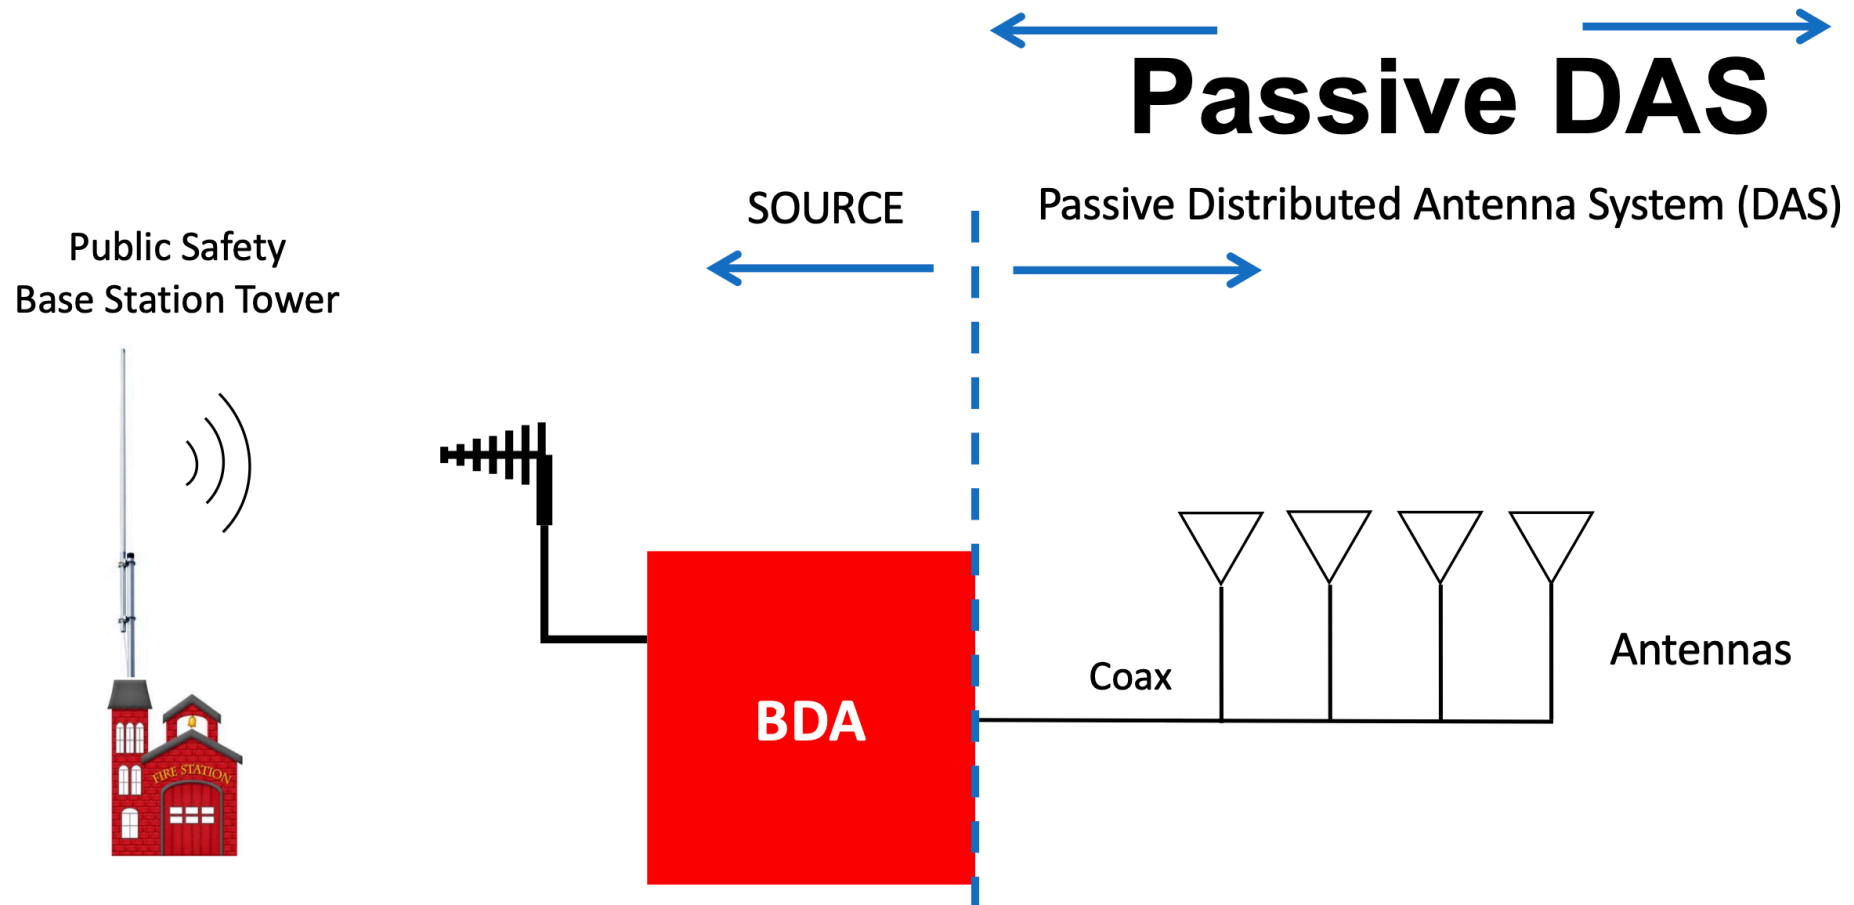 Passive DAS
SOURCE
Passive Distributed Antenna System (DAS)
Public Safety
Base Station Tower
FIRE STATION
BDA
Coax
Antennas